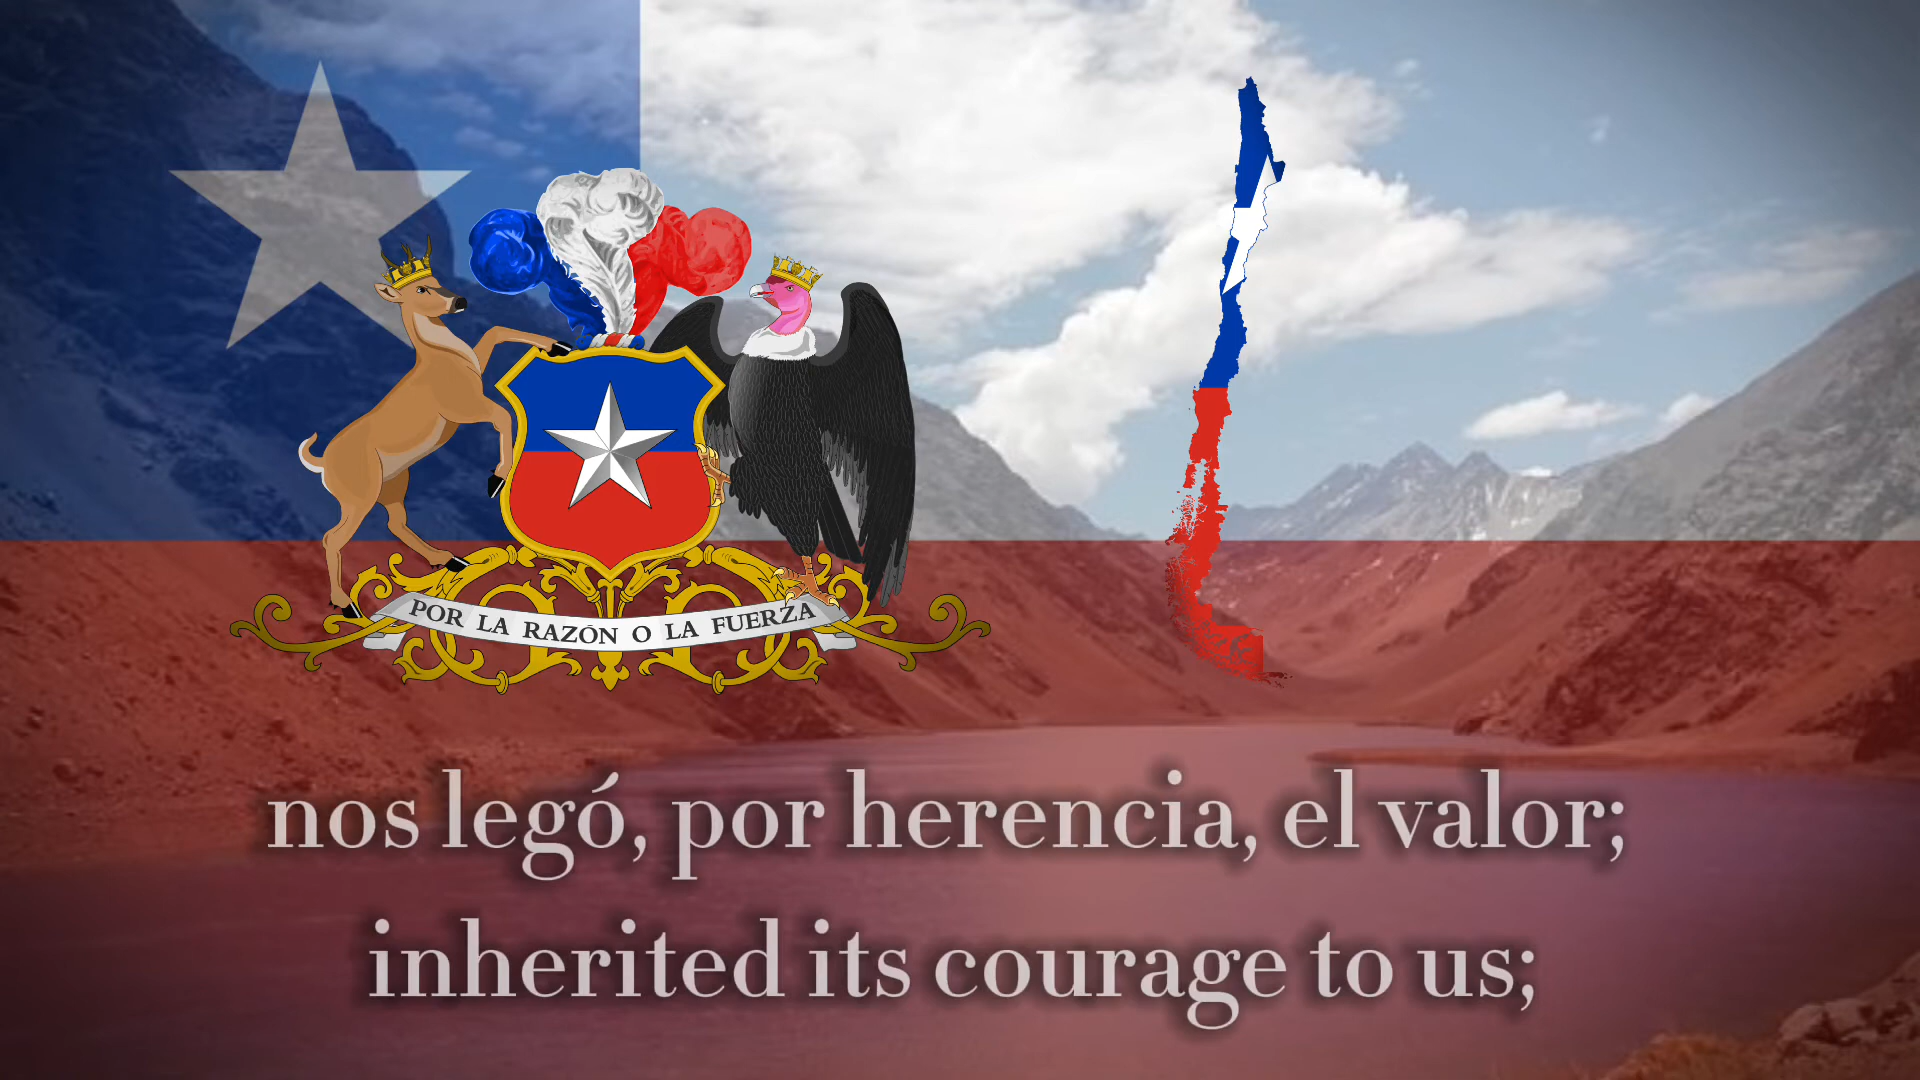 POR LA RAZÓN O LA FUERZA
nos legó, por herencia, el valor;
inherited its courage to us;